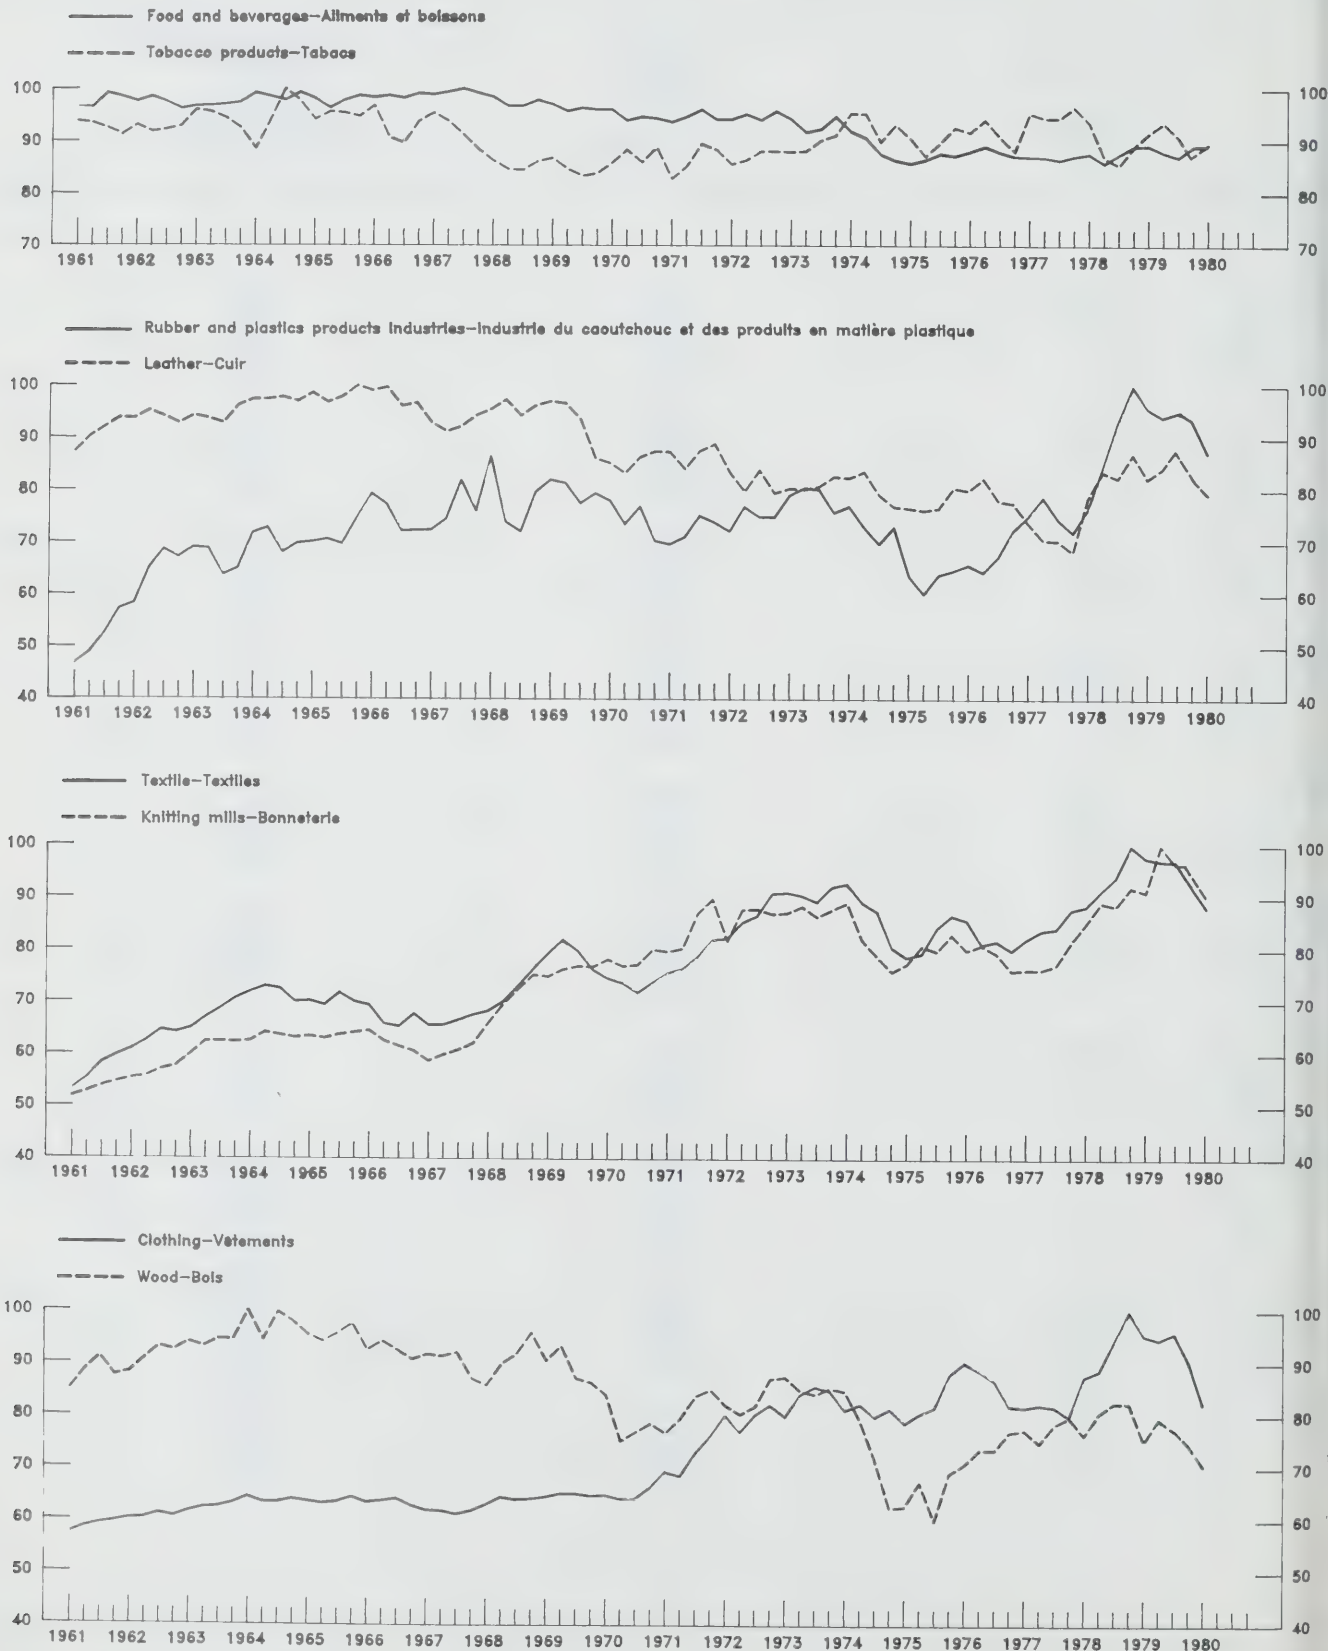 Food and beverages–Aliments et boissons
Tobacco products–Tabacs
100 100
90 90
80 80
70 70
1961 1962 1963 1964 1965 1966 1967 1968 1969 1970 1971 1972 1973 1974 1975 1976 1977 1978 1979 1980
Rubber and plastics products industries–Industrie du caoutchouc et des produits en matière plastique
Leather–Cuir
100 100
90 90
80 80
70 70
60 60
50 50
40 40
1961 1962 1963 1964 1965 1966 1967 1968 1969 1970 1971 1972 1973 1974 1975 1976 1977 1978 1979 1980
Textile–Textiles
Knitting mills–Bonneterie
100 100
90 90
80 80
70 70
60 60
50 50
40 40
1961 1962 1963 1964 1965 1966 1967 1968 1969 1970 1971 1972 1973 1974 1975 1976 1977 1978 1979 1980
Clothing–Vêtements
Wood–Bois
100 100
90 90
80 80
70 70
60 60
50 50
40 40
1961 1962 1963 1964 1965 1966 1967 1968 1969 1970 1971 1972 1973 1974 1975 1976 1977 1978 1979 1980